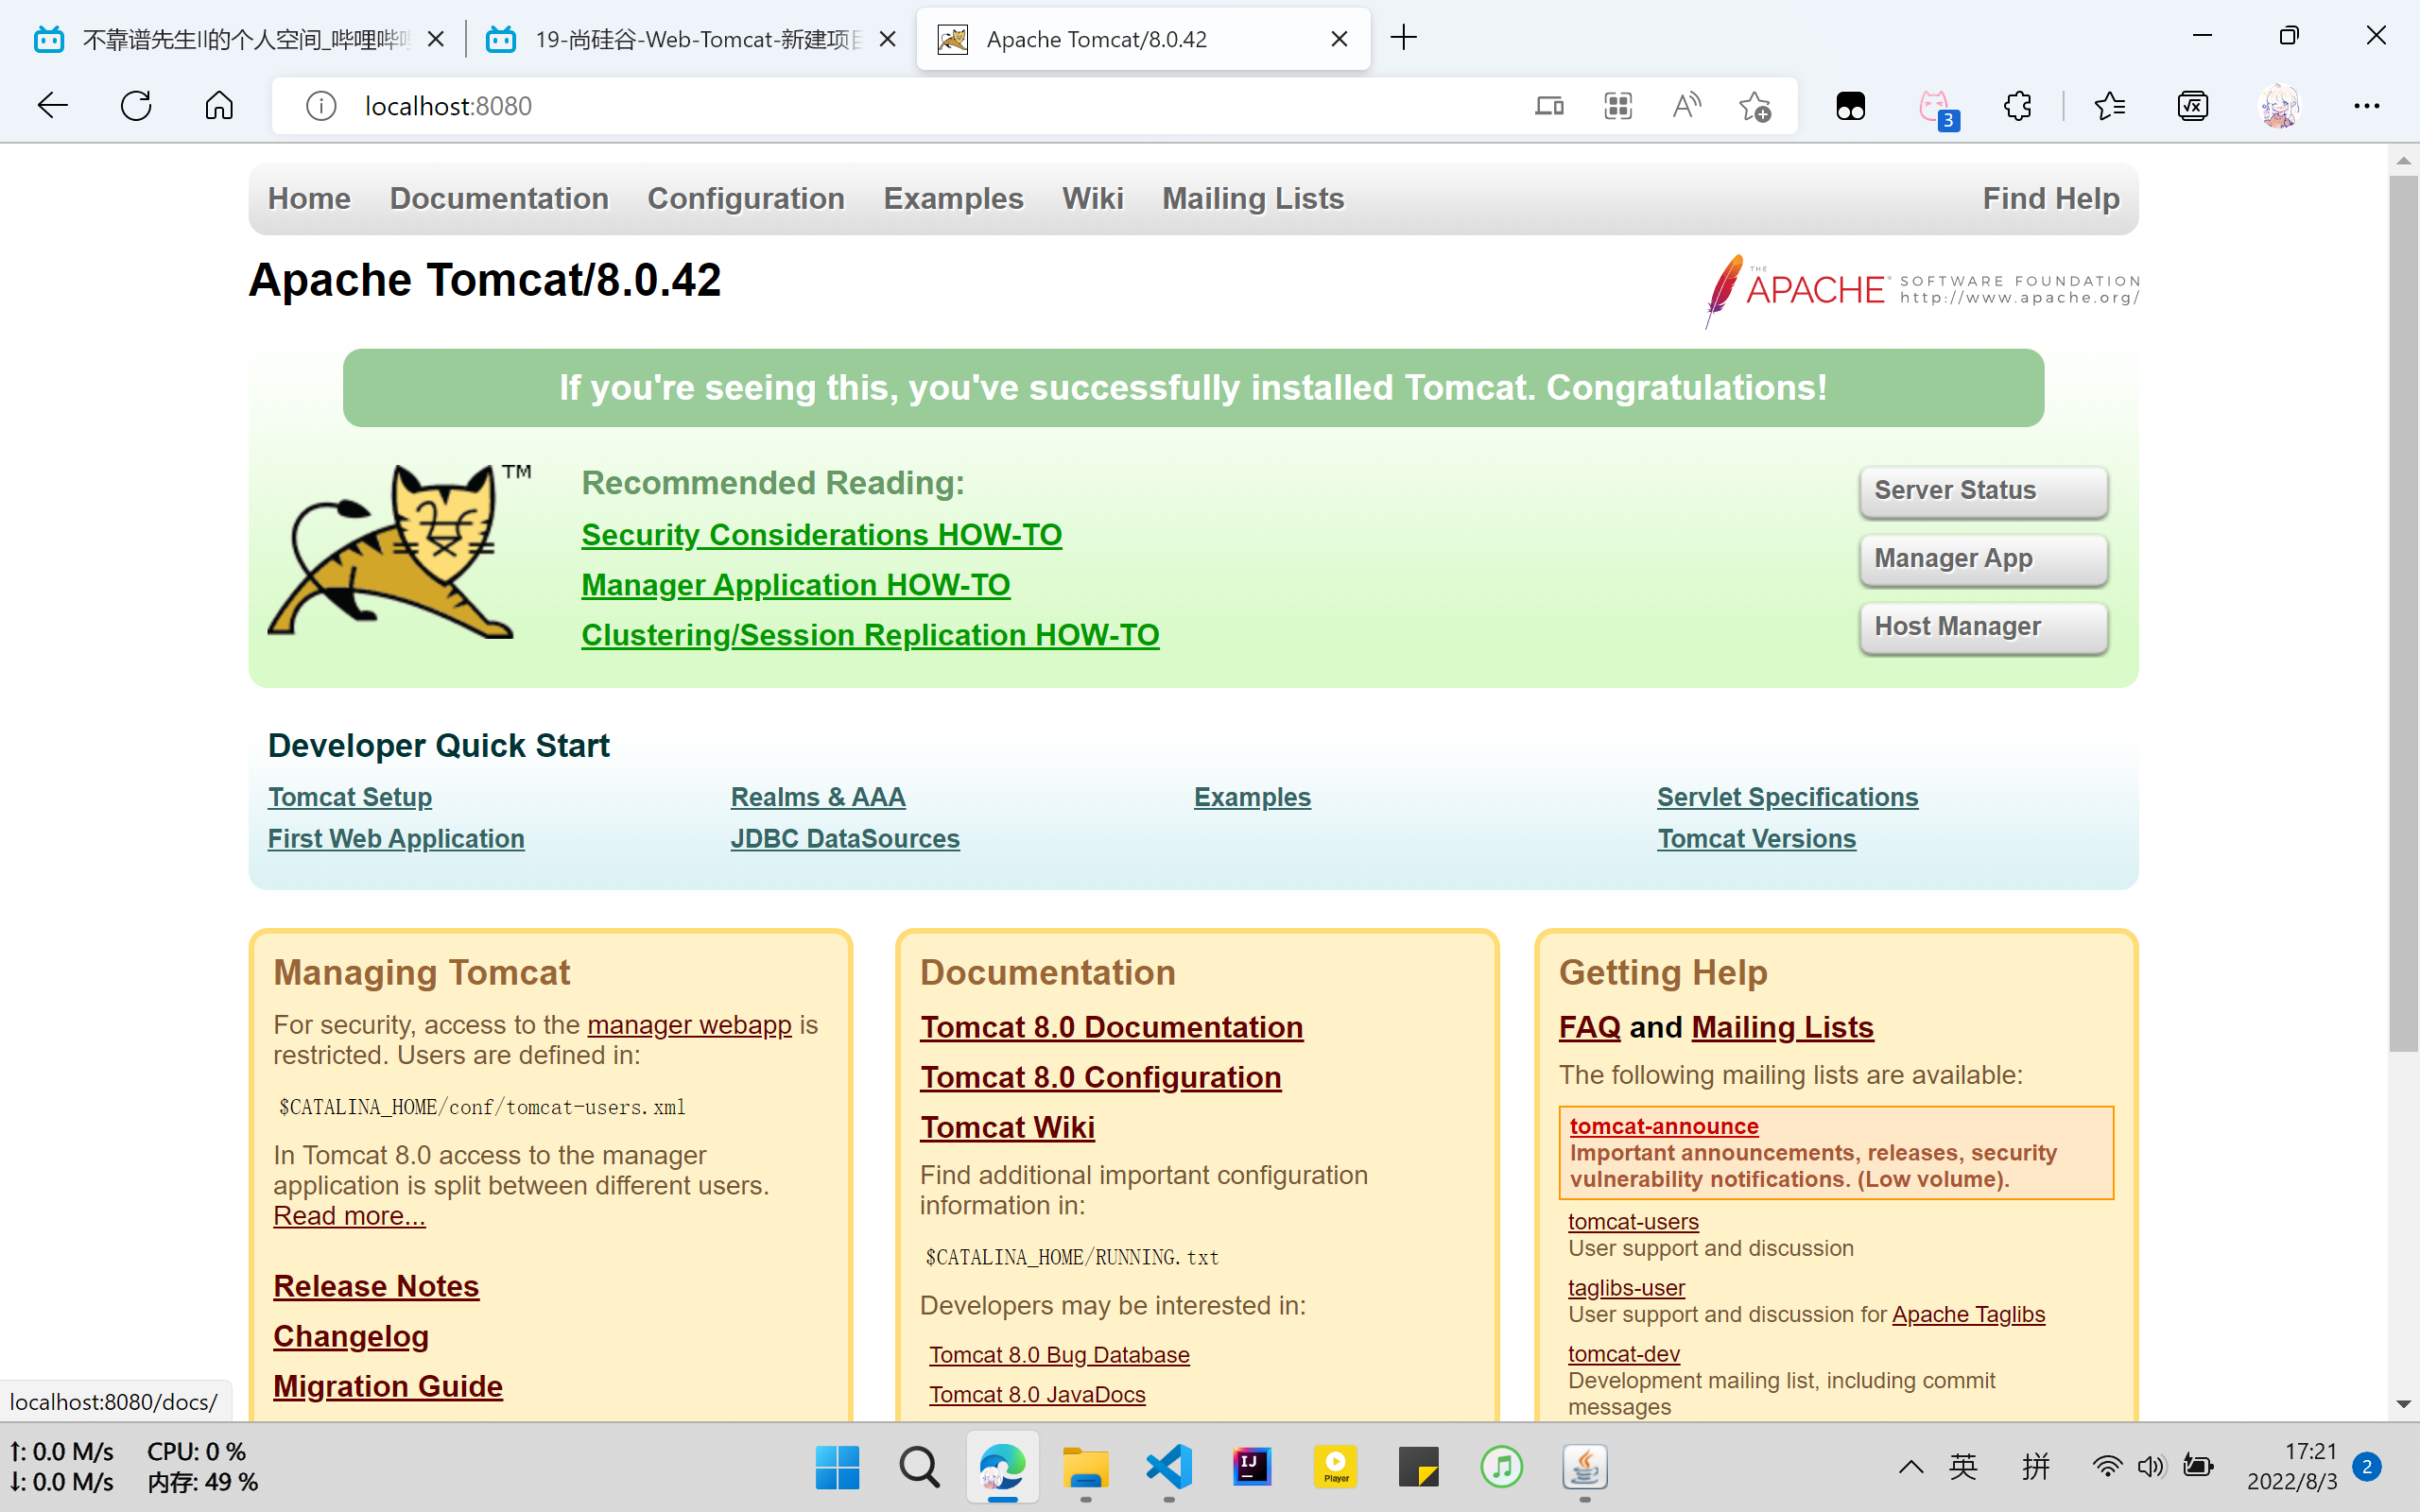 不靠谱先生II的个人空间_哔哩哔哩
19-尚硅谷-Web-Tomcat-新建项目
Apache Tomcat/8.0.42
localhost:8080
3
Home Documentation Configuration Examples Wiki Mailing Lists Find Help
Apache Tomcat/8.0.42
THE APACHE SOFTWARE FOUNDATION
http://www.apache.org/
If you're seeing this, you've successfully installed Tomcat. Congratulations!
TM
Recommended Reading:
Security Considerations HOW-TO
Manager Application HOW-TO
Clustering/Session Replication HOW-TO
Server Status
Manager App
Host Manager
Developer Quick Start
Tomcat Setup
First Web Application
Realms & AAA
JDBC DataSources
Examples
Servlet Specifications
Tomcat Versions
Managing Tomcat
For security, access to the manager webapp is
restricted. Users are defined in:
$CATALINA_HOME/conf/tomcat-users.xml
In Tomcat 8.0 access to the manager
application is split between different users.
Read more...
Release Notes
Changelog
Migration Guide
Documentation
Tomcat 8.0 Documentation
Tomcat 8.0 Configuration
Tomcat Wiki
Find additional important configuration
information in:
$CATALINA_HOME/RUNNING.txt
Developers may be interested in:
Tomcat 8.0 Bug Database
Tomcat 8.0 JavaDocs
Getting Help
FAQ and Mailing Lists
The following mailing lists are available:
tomcat-announce
Important announcements, releases, security
vulnerability notifications. (Low volume).
tomcat-users
User support and discussion
taglibs-user
User support and discussion for Apache Taglibs
tomcat-dev
Development mailing list, including commit
messages
localhost:8080/docs/
↑: 0.0 M/s CPU: 0 %
↓: 0.0 M/s 内存: 49 %
IJ
Player
英
拼
17:21
2022/8/3
2